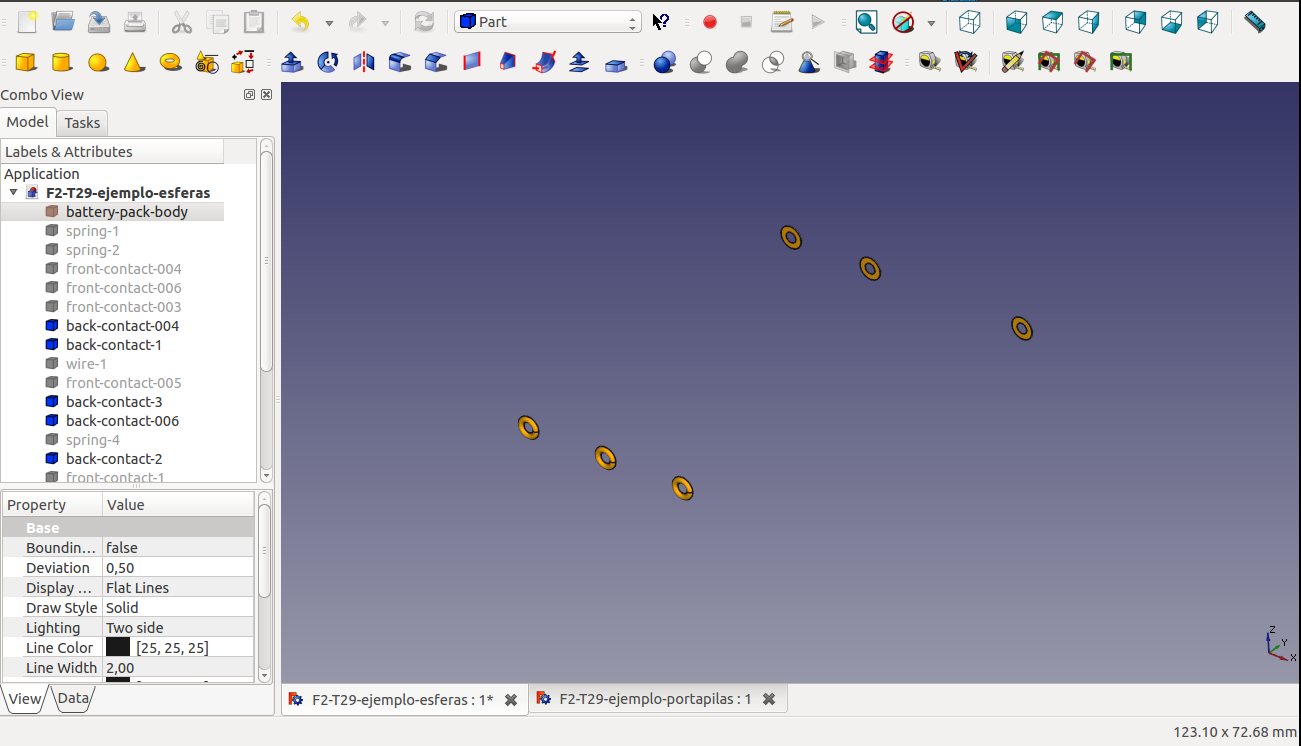 Part
Combo View
Model
Tasks
Labels & Attributes
Application
F2-T29-ejemplo-esferas
battery-pack-body
spring-1
spring-2
front-contact-004
front-contact-006
front-contact-003
back-contact-004
back-contact-1
wire-1
front-contact-005
back-contact-3
back-contact-006
spring-4
back-contact-2
front-contact-1
Property Value
Base
Boundin... false
Deviation 0,50
Display ... Flat Lines
Draw Style Solid
Lighting Two side
Line Color [25, 25, 25]
Line Width 2,00
View Data
Z
Y
X
F2-T29-ejemplo-esferas : 1*
F2-T29-ejemplo-portapilas : 1
123.10 x 72.68 mm